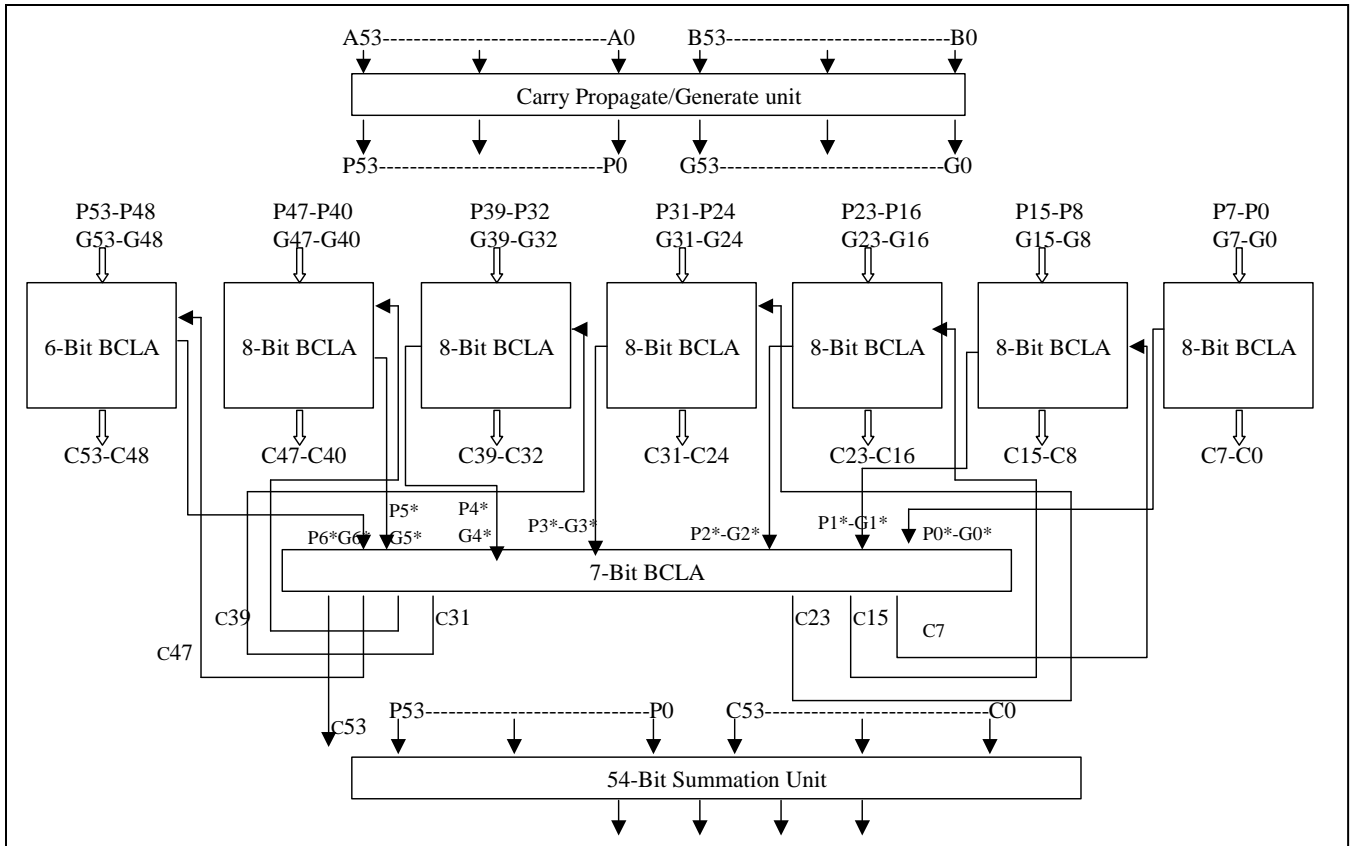 A53----------------------------A0 B53----------------------------B0
Carry Propagate/Generate unit
P53--------------------------------P0 G53--------------------------------G0
P53-P48 P47-P40 P39-P32 P31-P24 P23-P16 P15-P8 P7-P0
G53-G48 G47-G40 G39-G32 G31-G24 G23-G16 G15-G8 G7-G0
6-Bit BCLA 8-Bit BCLA 8-Bit BCLA 8-Bit BCLA 8-Bit BCLA 8-Bit BCLA 8-Bit BCLA
C53-C48 C47-C40 C39-C32 C31-C24 C23-C16 C15-C8 C7-C0
P5* P4*
P6*G6* G5* G4* P3*-G3* P2*-G2* P1*-G1* P0*-G0*
7-Bit BCLA
C39 C31 C23 C15 C7
C47
P53----------------------------P0 C53--------------------------------C0
C53
54-Bit Summation Unit